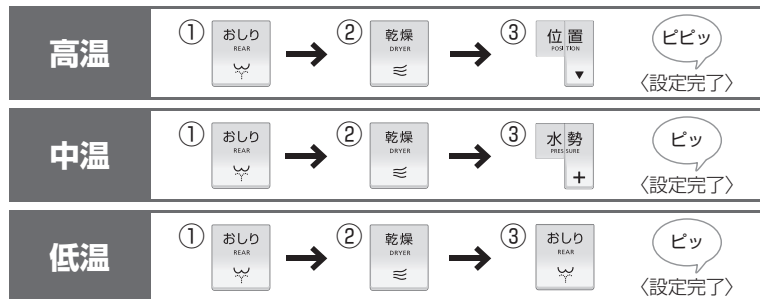 高温
①
おしり
REAR
②
乾燥
DRYER
③
位置
POSITION
▼
ピピッ
〈設定完了〉
中温
①
おしり
REAR
②
乾燥
DRYER
③
水勢
PRESSURE
+
ピッ
〈設定完了〉
低温
①
おしり
REAR
②
乾燥
DRYER
③
おしり
REAR
ピッ
〈設定完了〉